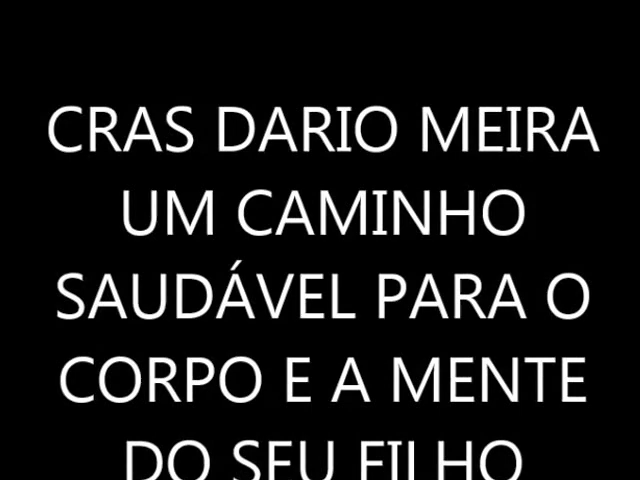 CRAS DARIO MEIRA
UM CAMINHO
SAUDÁVEL PARA O
CORPO E A MENTE
DO SEU FILHO